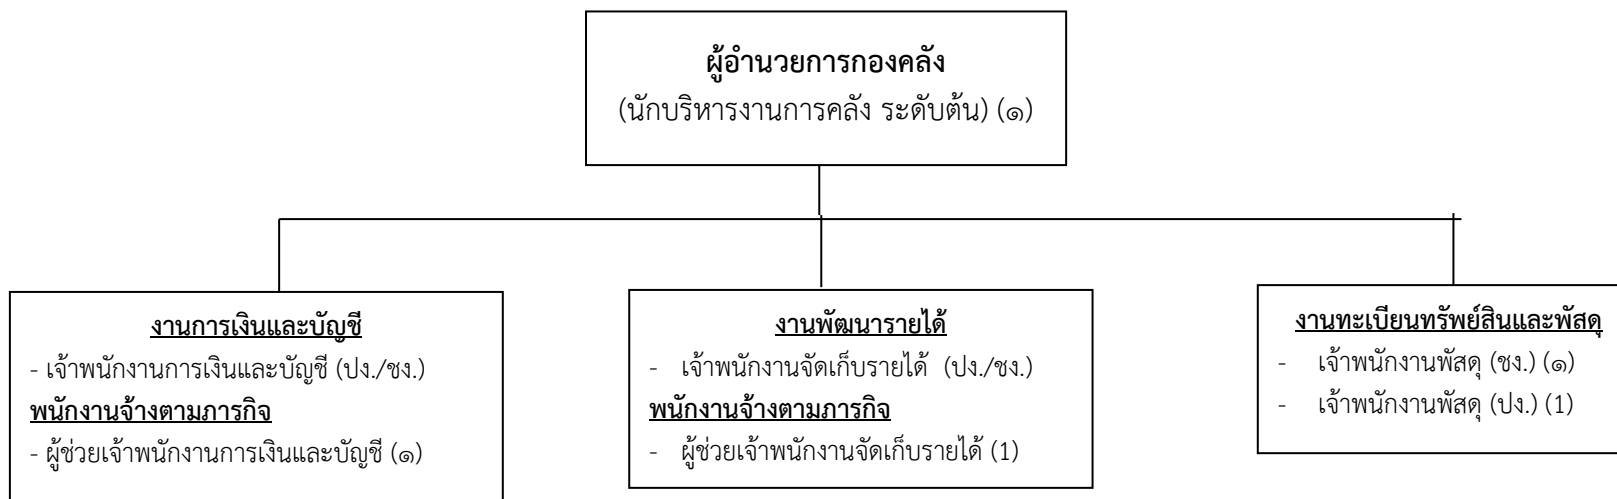 ผู้อำนวยการกองคลัง
(นักบริหารงานการคลัง ระดับต้น) (๑)
งานการเงินและบัญชี
- เจ้าพนักงานการเงินและบัญชี (ปง./ชง.)
พนักงานจ้างตามภารกิจ
- ผู้ช่วยเจ้าพนักงานการเงินและบัญชี (๑)
งานพัฒนารายได้
- เจ้าพนักงานจัดเก็บรายได้ (ปง./ชง.)
พนักงานจ้างตามภารกิจ
- ผู้ช่วยเจ้าพนักงานจัดเก็บรายได้ (1)
งานทะเบียนทรัพย์สินและพัสดุ
- เจ้าพนักงานพัสดุ (ชง.) (๑)
- เจ้าพนักงานพัสดุ (ปง.) (1)